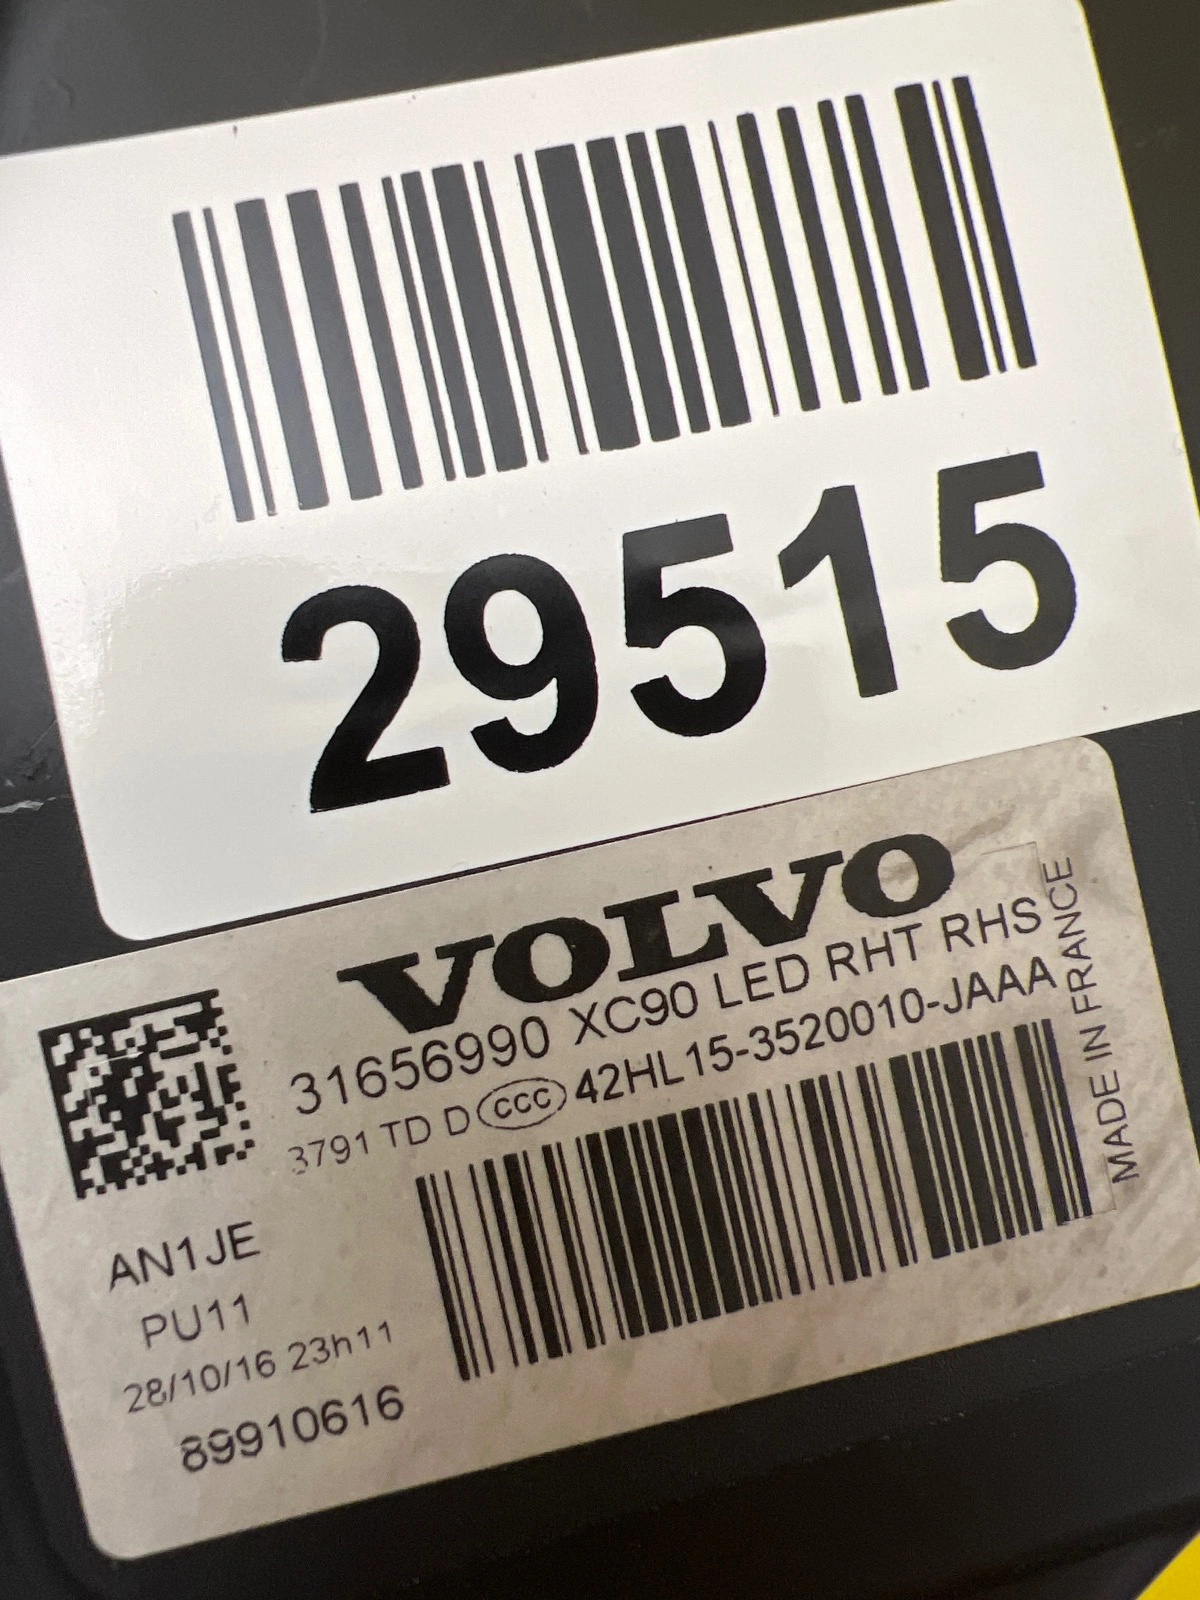 29515
VOLVO
31656990 XC90 LED RHT RHS
3791 TD D CCC 42HL15-3520010-JAAA
MADE IN FRANCE
AN1JE
PU11
28/10/16 23h11
89910616